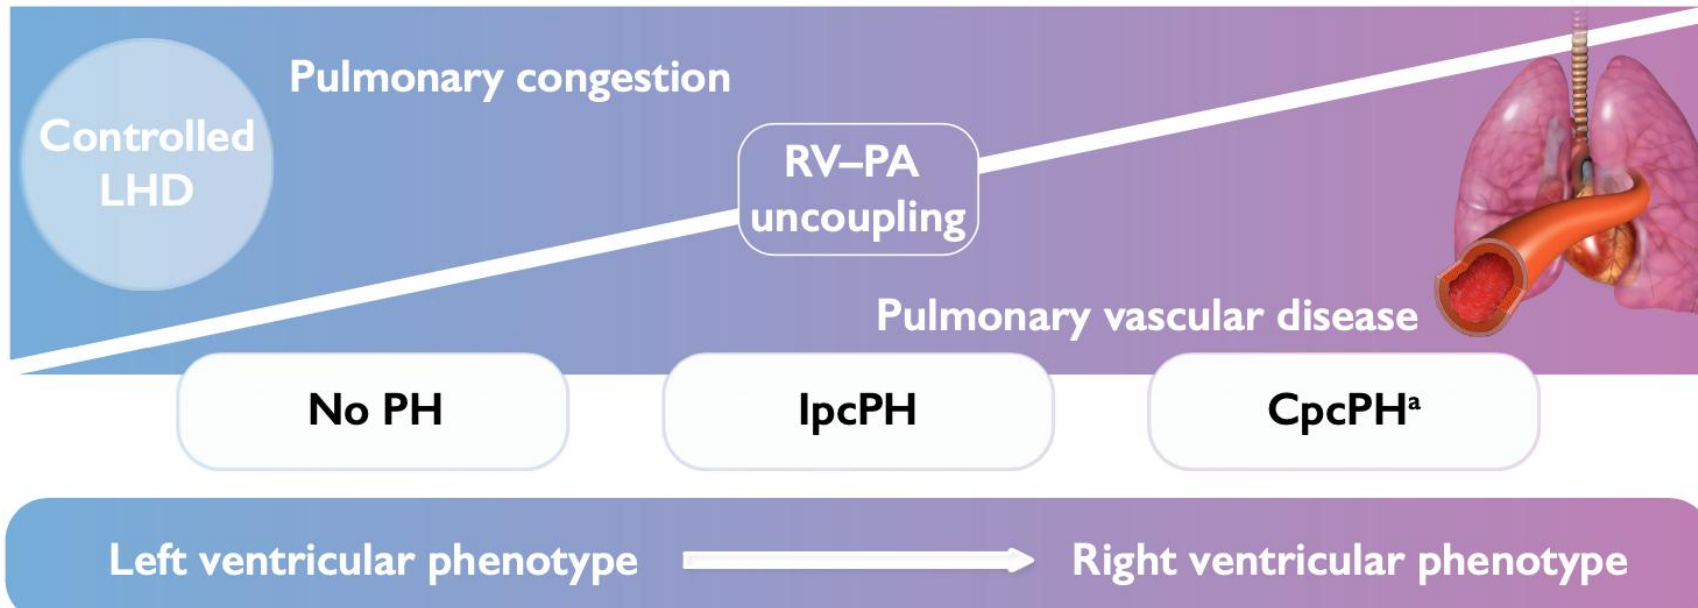 Controlled
LHD
Pulmonary congestion
RV–PA
uncoupling
Pulmonary vascular disease
No PH
IpcPH
CpcPHᵃ
Left ventricular phenotype
Right ventricular phenotype